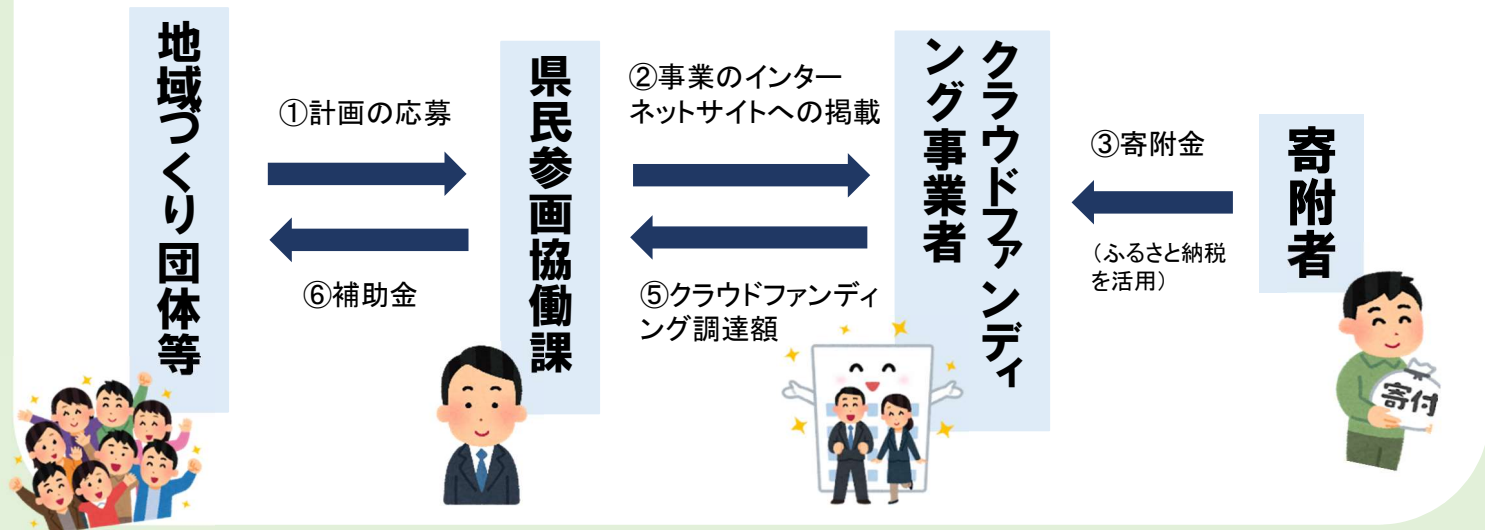 地域づくり団体等
①計画の応募
⑥補助金
県民参画協働課
②事業のインター
ネットサイトへの掲載
⑤クラウドファンディ
ング調達額
クラウドファンディ
ング事業者
③寄附金
（ふるさと納税
を活用）
寄附者
寄付